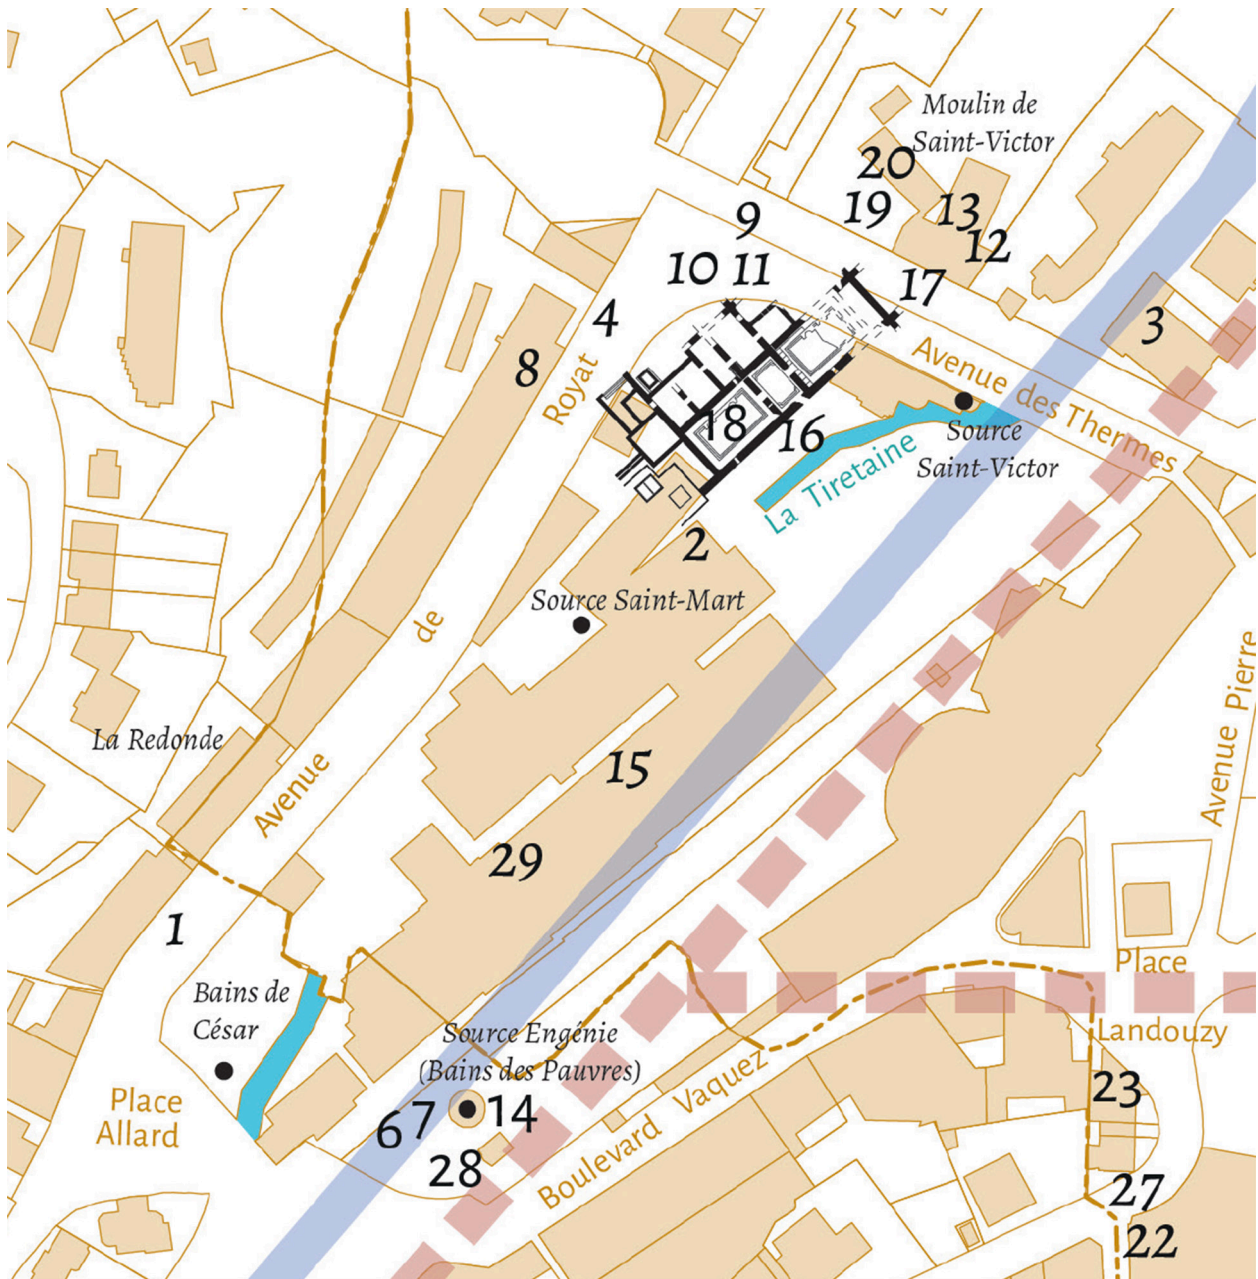 Moulin de
Saint-Victor
20
19
13
12
9
10
11
17
4
3
8
Royat
Avenue des Thermes
18
16
Source
Saint-Victor
La Tiretaine
2
Source Saint-Mart
de
Avenue Pierre
La Redonde
15
Avenue
29
1
Place
Landouzy
Bains de
César
Source Engénie
(Bains des Pauvres)
Boulevard Vaquez
Place
Allard
6
7
14
28
23
27
22